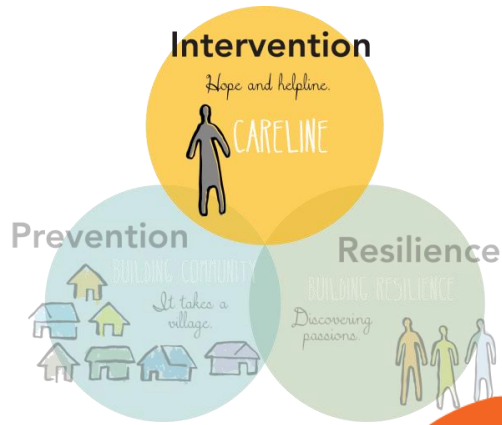 Intervention
Hope and helpline.
CARELINE
Prevention
BUILDING COMMUNITY
It takes a
village.
Resilience
BUILDING RESILIENCE
Discovering
passions.